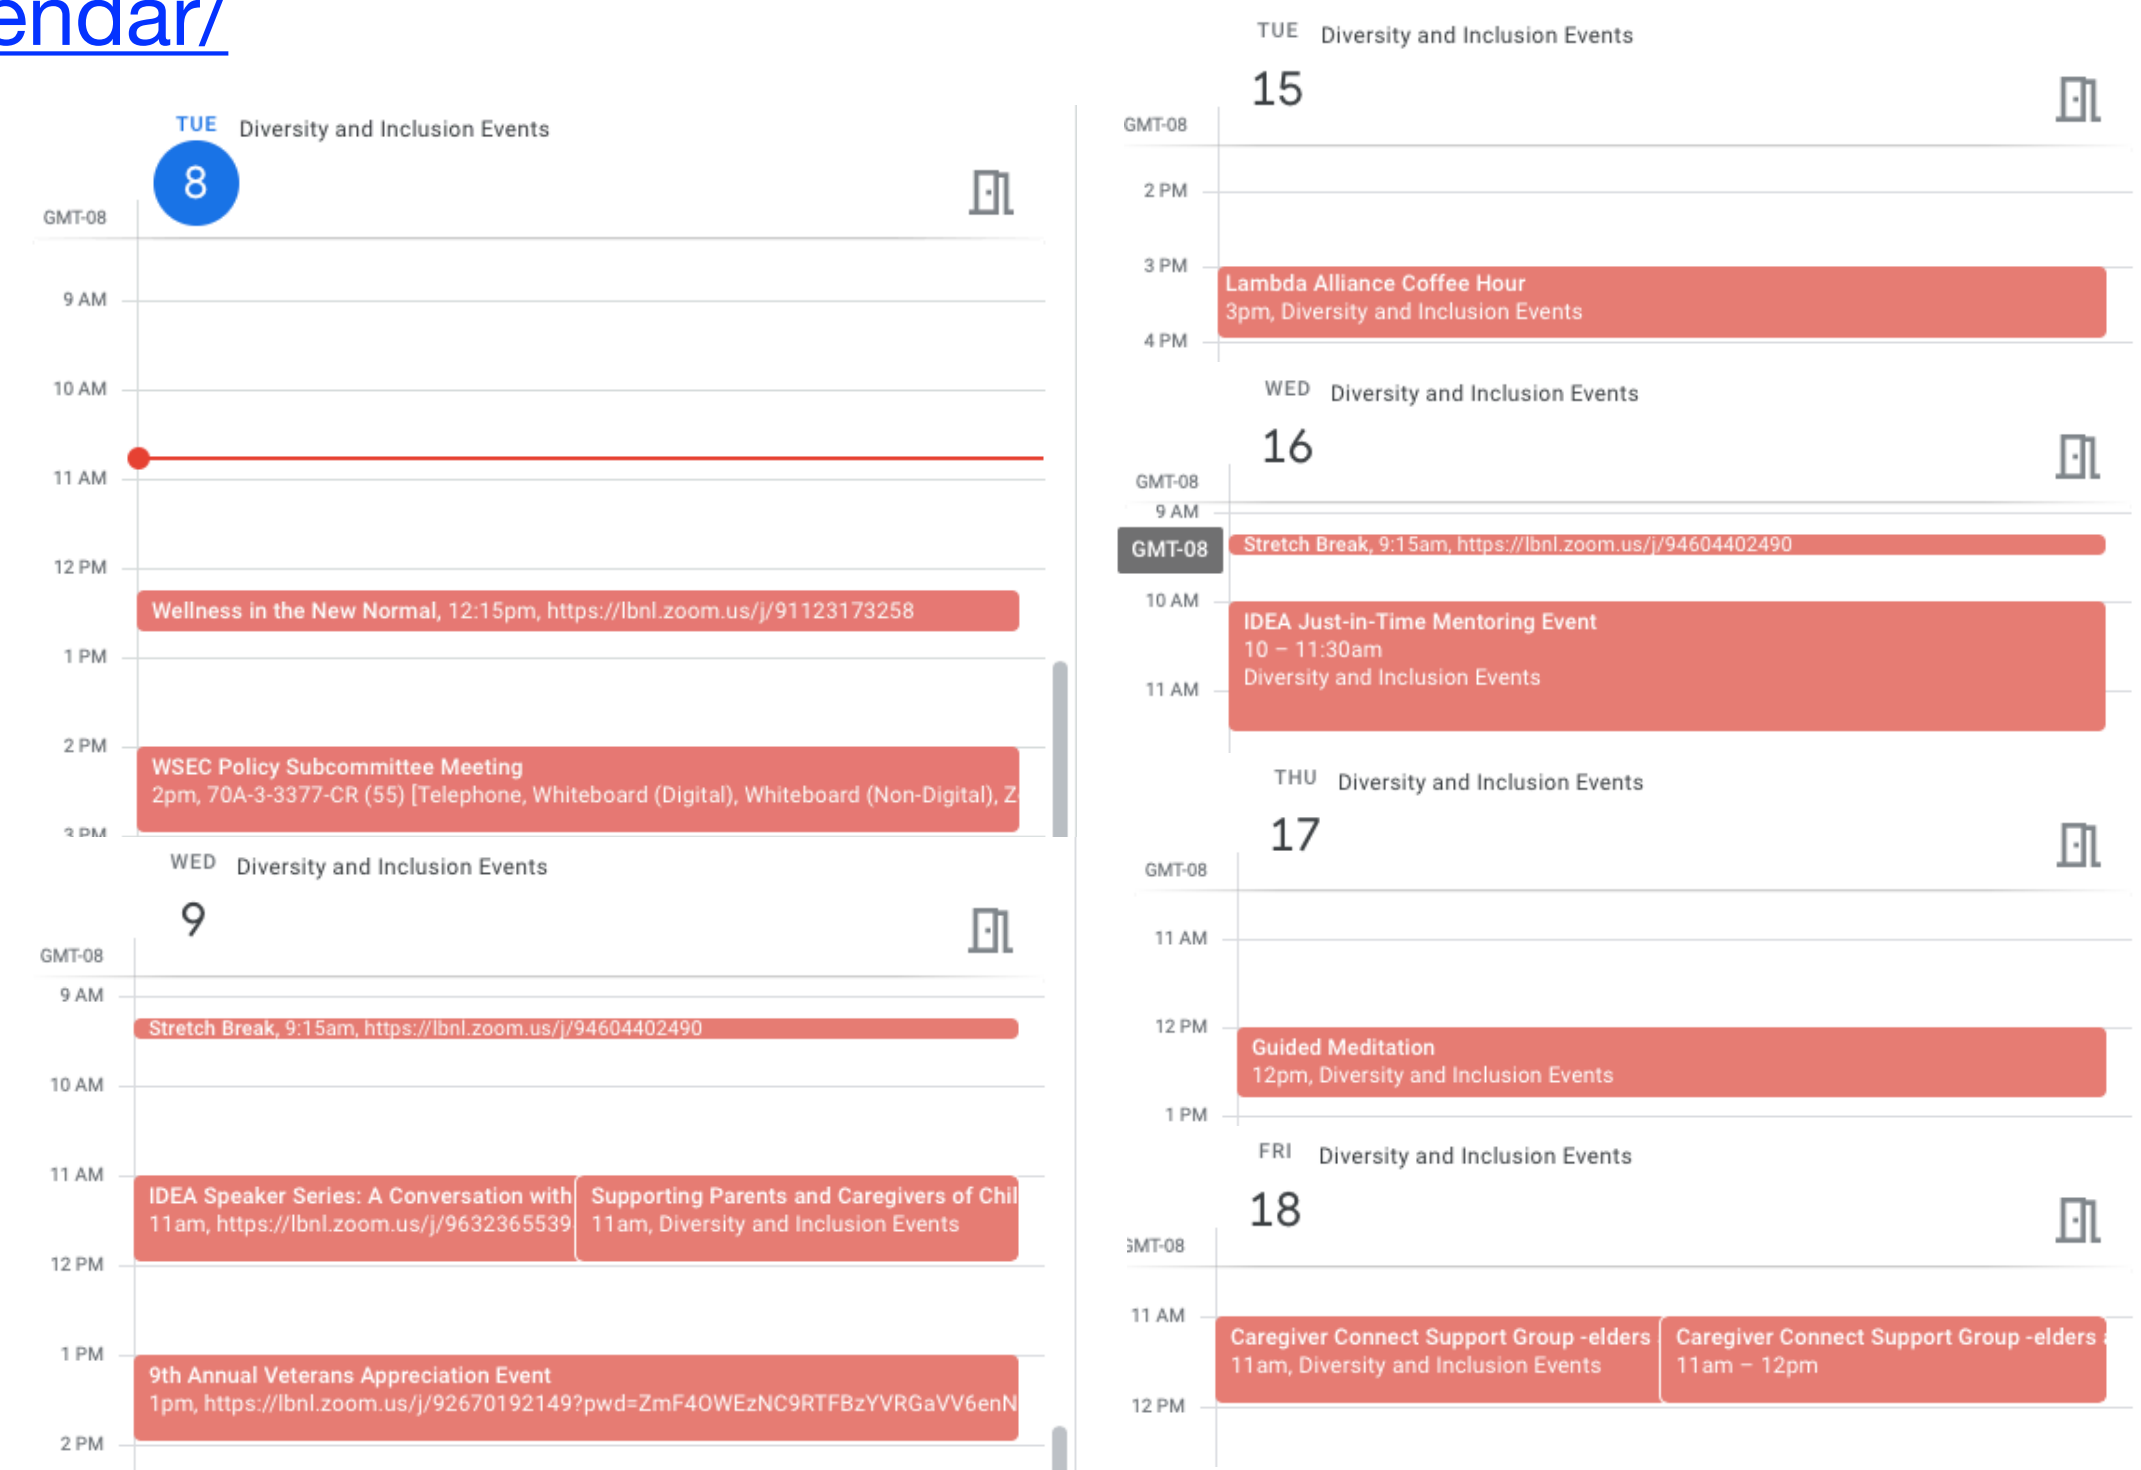 endar/
TUE Diversity and Inclusion Events
8
GMT-08
9 AM
10 AM
11 AM
12 PM
Wellness in the New Normal, 12:15pm, https://lbnl.zoom.us/j/91123173258
1 PM
2 PM
WSEC Policy Subcommittee Meeting
2pm, 70A-3-3377-CR (55) [Telephone, Whiteboard (Digital), Whiteboard (Non-Digital), Z
3 PM
WED Diversity and Inclusion Events
9
GMT-08
9 AM
Stretch Break, 9:15am, https://lbnl.zoom.us/j/94604402490
10 AM
11 AM
IDEA Speaker Series: A Conversation with
11am, https://lbnl.zoom.us/j/9632365539
Supporting Parents and Caregivers of Chil
11am, Diversity and Inclusion Events
12 PM
1 PM
9th Annual Veterans Appreciation Event
1pm, https://lbnl.zoom.us/j/92670192149?pwd=ZmF4OWEzNC9RTFBzYVRGaVV6enN
2 PM
TUE Diversity and Inclusion Events
15
GMT-08
2 PM
3 PM
Lambda Alliance Coffee Hour
3pm, Diversity and Inclusion Events
4 PM
WED Diversity and Inclusion Events
16
GMT-08
9 AM
GMT-08
Stretch Break, 9:15am, https://lbnl.zoom.us/j/94604402490
10 AM
IDEA Just-in-Time Mentoring Event
10 – 11:30am
Diversity and Inclusion Events
11 AM
THU Diversity and Inclusion Events
17
GMT-08
11 AM
12 PM
Guided Meditation
12pm, Diversity and Inclusion Events
1 PM
FRI Diversity and Inclusion Events
18
GMT-08
11 AM
Caregiver Connect Support Group -elders
11am, Diversity and Inclusion Events
Caregiver Connect Support Group -elders
11am – 12pm
12 PM